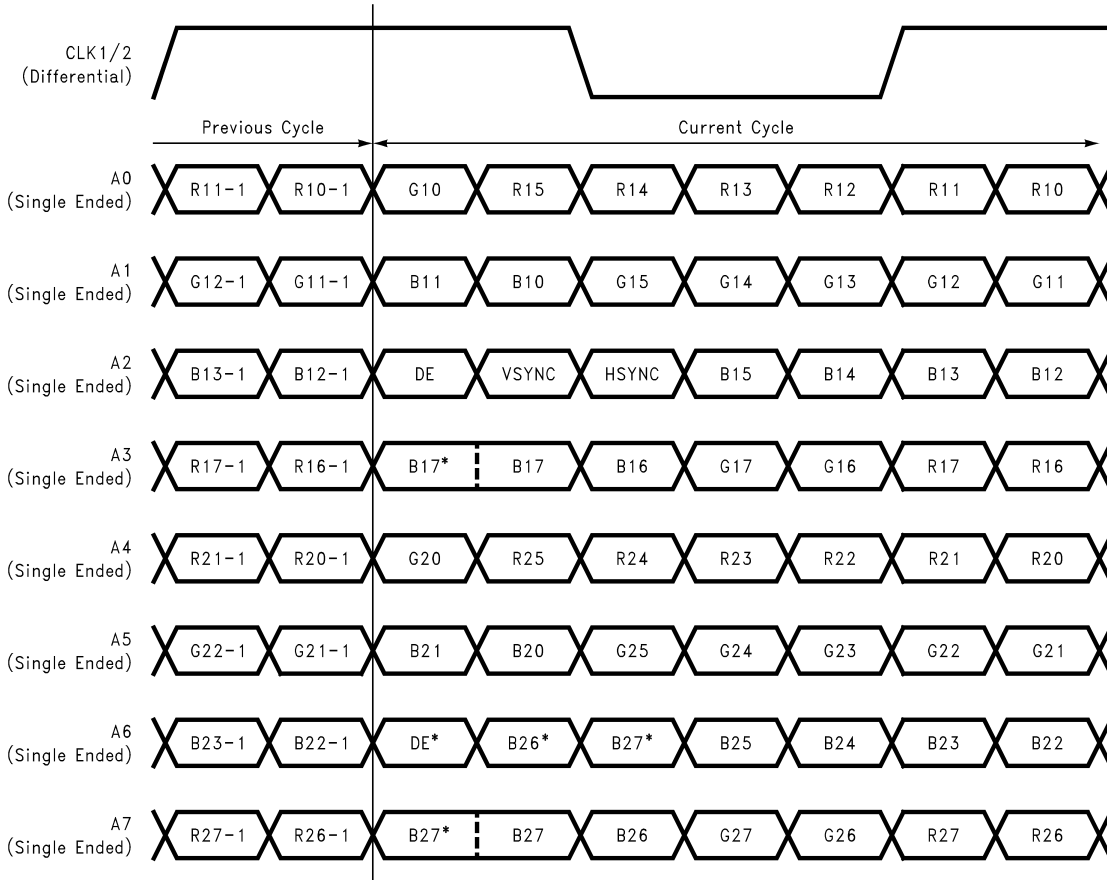 CLK1/2
(Differential)
Previous Cycle Current Cycle
A0
(Single Ended)
R11-1 R10-1 G10 R15 R14 R13 R12 R11 R10
A1
(Single Ended)
G12-1 G11-1 B11 B10 G15 G14 G13 G12 G11
A2
(Single Ended)
B13-1 B12-1 DE VSYNC HSYNC B15 B14 B13 B12
A3
(Single Ended)
R17-1 R16-1 B17* B17 B16 G17 G16 R17 R16
A4
(Single Ended)
R21-1 R20-1 G20 R25 R24 R23 R22 R21 R20
A5
(Single Ended)
G22-1 G21-1 B21 B20 G25 G24 G23 G22 G21
A6
(Single Ended)
B23-1 B22-1 DE* B26* B27* B25 B24 B23 B22
A7
(Single Ended)
R27-1 R26-1 B27* B27 B26 G27 G26 R27 R26